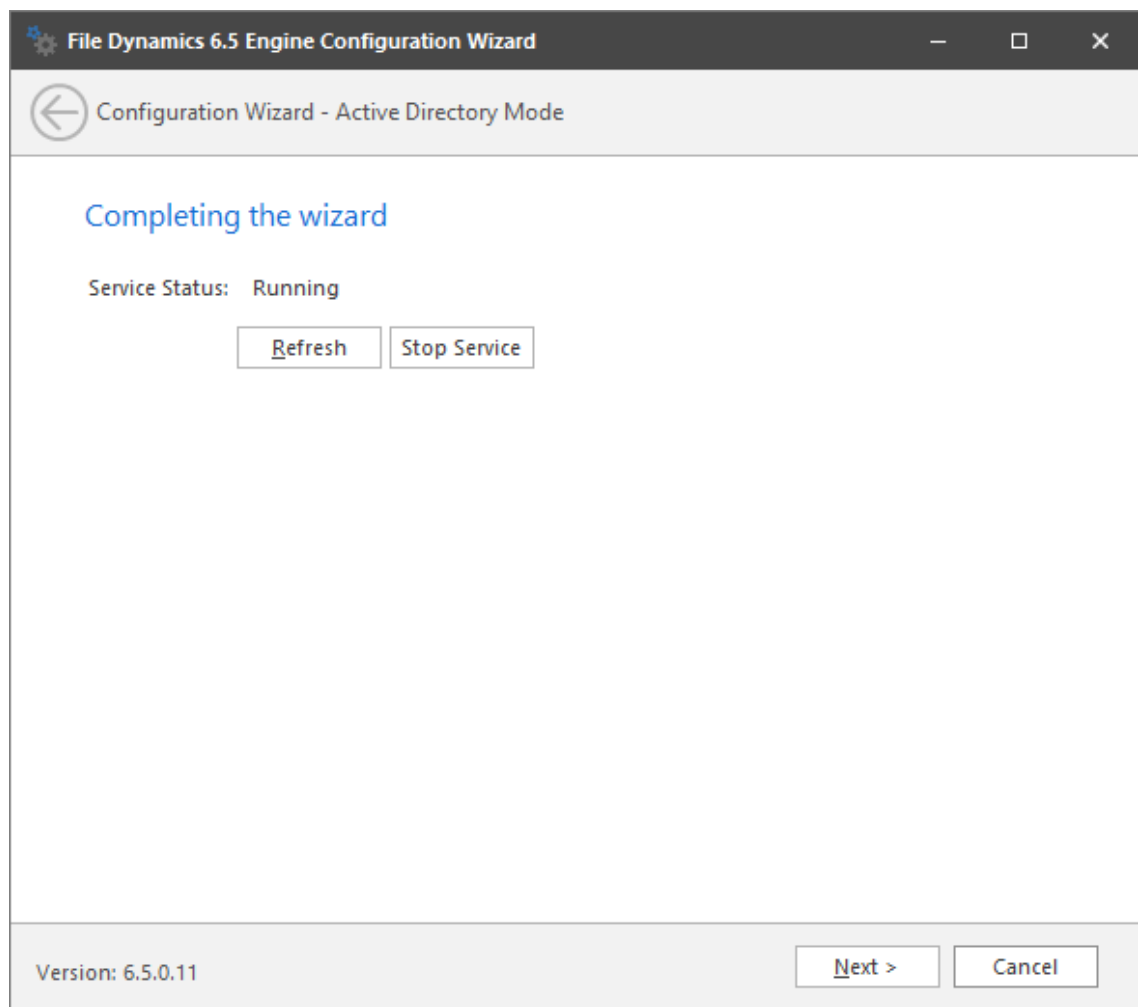 File Dynamics 6.5 Engine Configuration Wizard
Configuration Wizard - Active Directory Mode
Completing the wizard
Service Status: Running
Refresh Stop Service
Version: 6.5.0.11 Next > Cancel